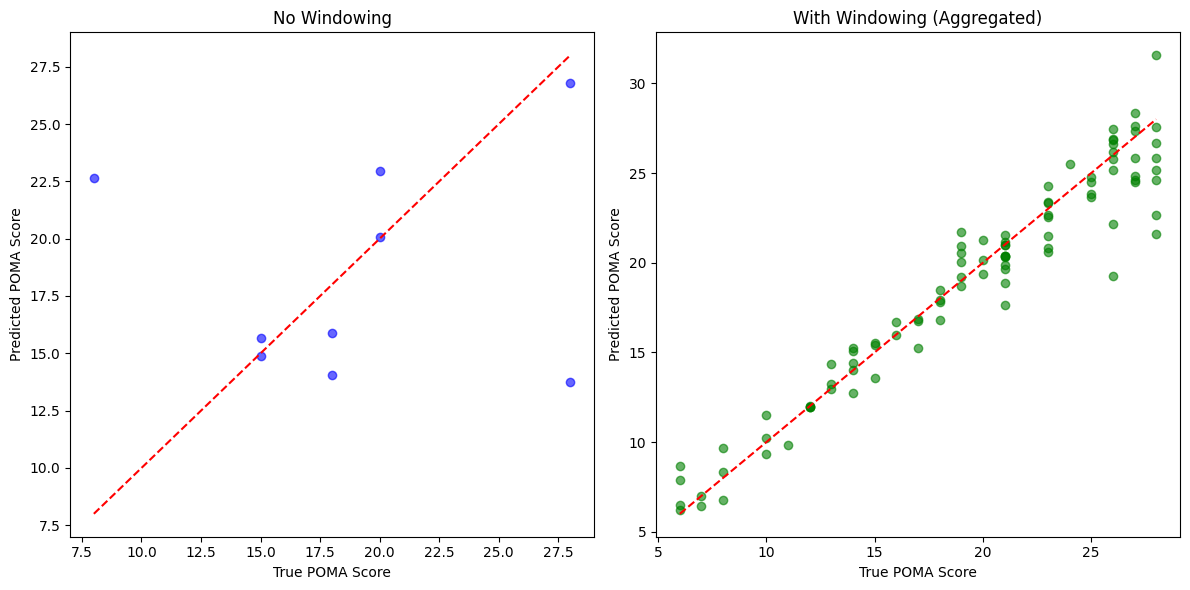 No Windowing
27.5
25.0
22.5
20.0
17.5
15.0
12.5
10.0
7.5
Predicted POMA Score
7.5 10.0 12.5 15.0 17.5 20.0 22.5 25.0 27.5
True POMA Score
With Windowing (Aggregated)
30
25
20
15
10
5
Predicted POMA Score
5 10 15 20 25
True POMA Score